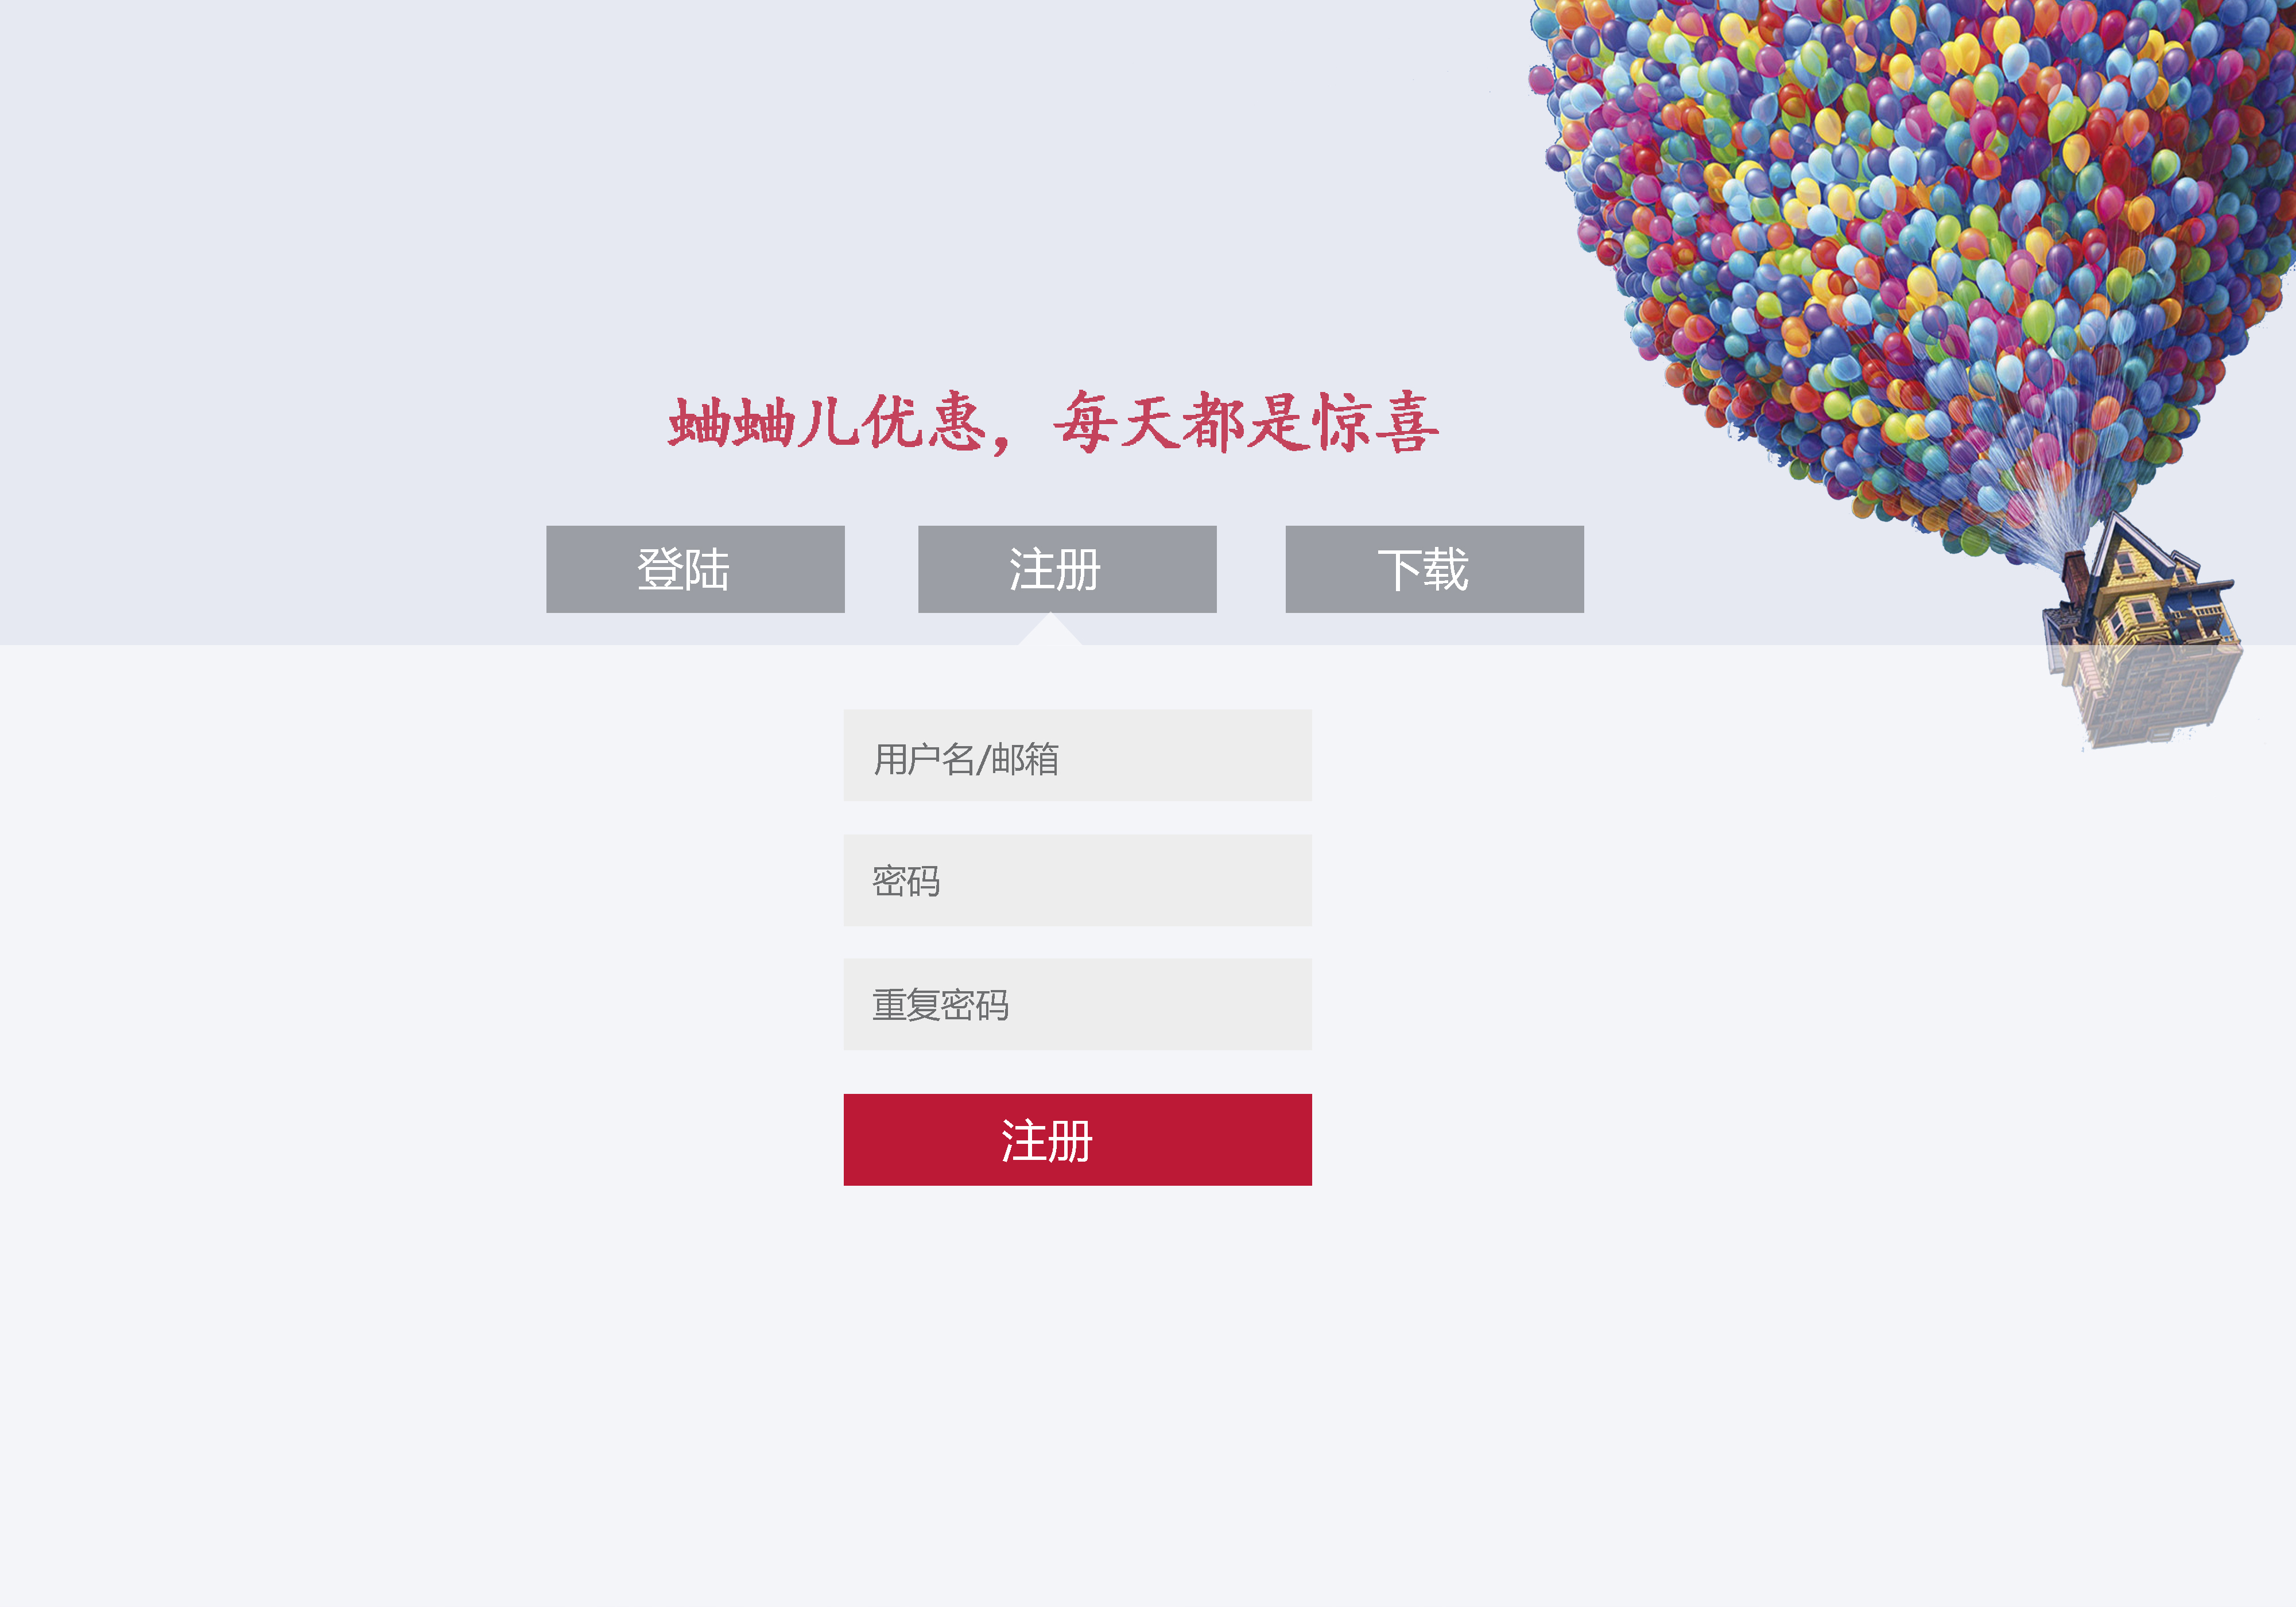 蛐蛐儿优惠，每天都是惊喜
登陆
注册
下载
用户名/邮箱
密码
重复密码
注册